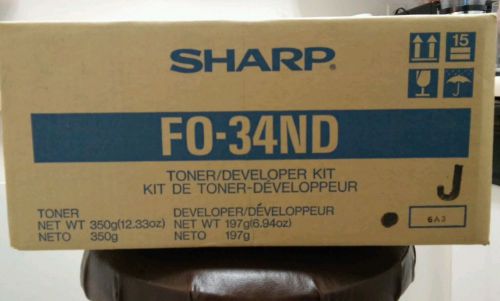 SHARP®
15
FO-34ND
TONER/DEVELOPER KIT
KIT DE TONER-DÉVELOPPEUR
J
TONER
NET WT 350g(12.33oz)
NETO 350g
DEVELOPER/DÉVELOPPEUR
NET WT 197g(6.94oz)
NETO 197g
6A3